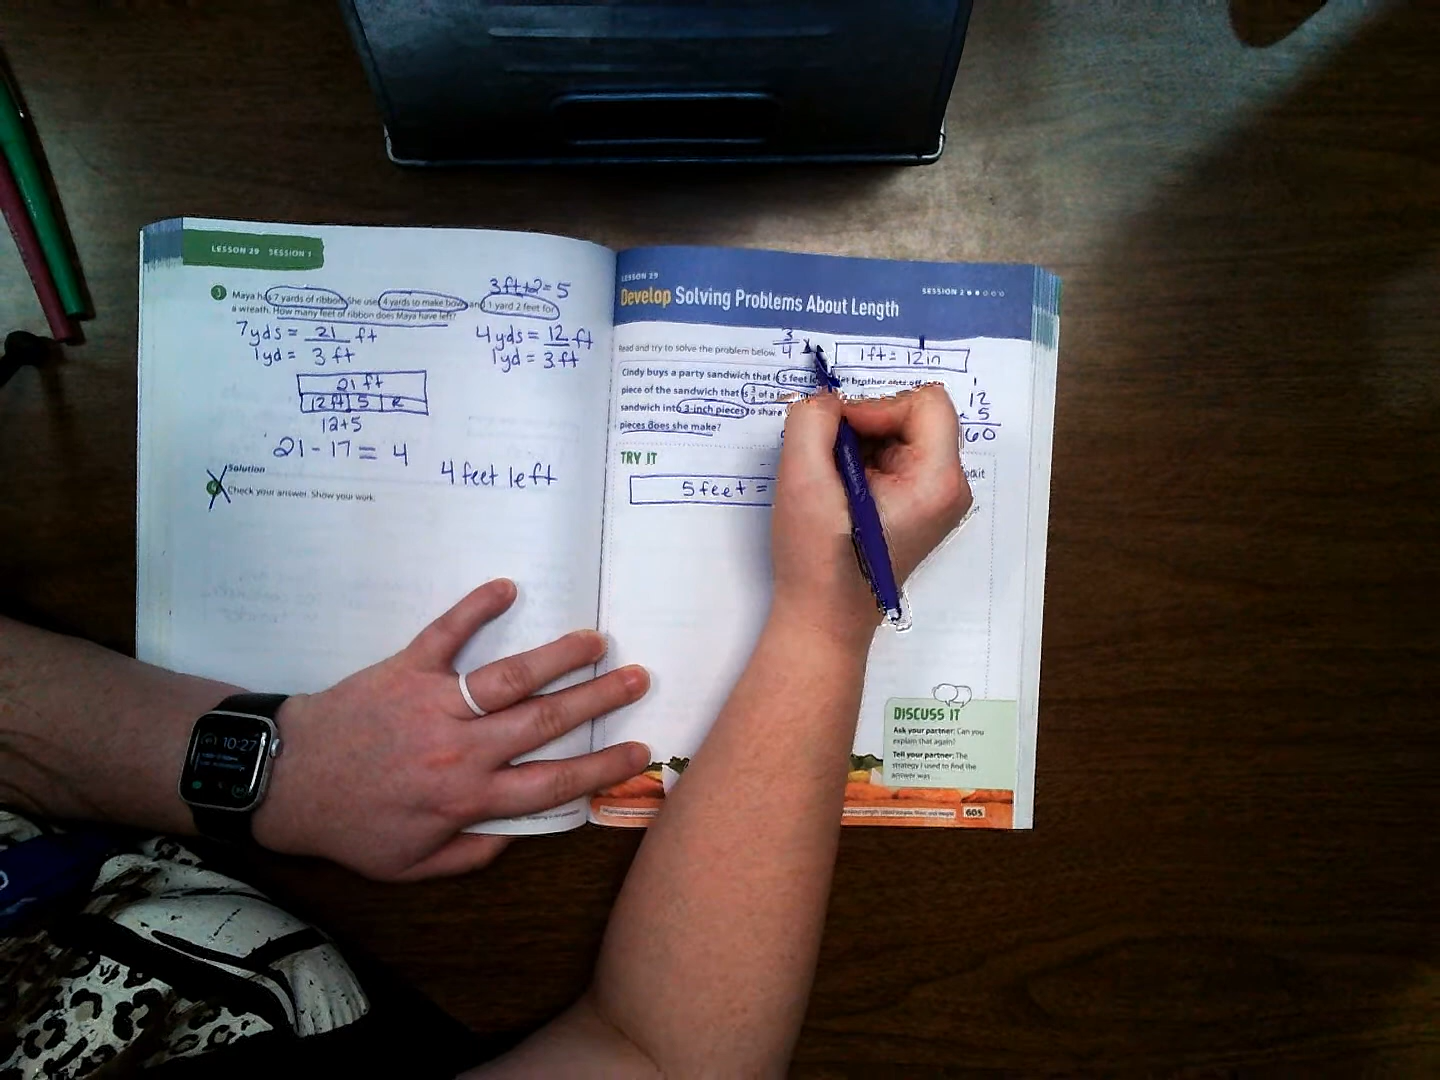 LESSON 29 SESSION 1
3ft+2=5
3 Maya has 7 yards of ribbon. She uses 4 yards to make bows and 1 yard 2 feet for
a wreath. How many feet of ribbon does Maya have left?
7yds = 21 ft
1yd = 3 ft
4yds = 12 ft
1yd = 3ft
21 ft
12ft 5 R
12+5
21-17 = 4
Solution
4 feet left
Check your answer. Show your work.
LESSON 29
SESSION 2
Develop Solving Problems About Length
Read and try to solve the problem below.
3/4 x
1ft = 12in
Cindy buys a party sandwich that is 5 feet brother
piece of the sandwich that is 3/4 of a foot
sandwich into 3-inch pieces to share
pieces does she make?
1
12
5
60
TRY IT
5feet =
DISCUSS IT
Ask your partner: Can you
explain that again?
Tell your partner: The
strategy I used to find the
answer was
605
10:27